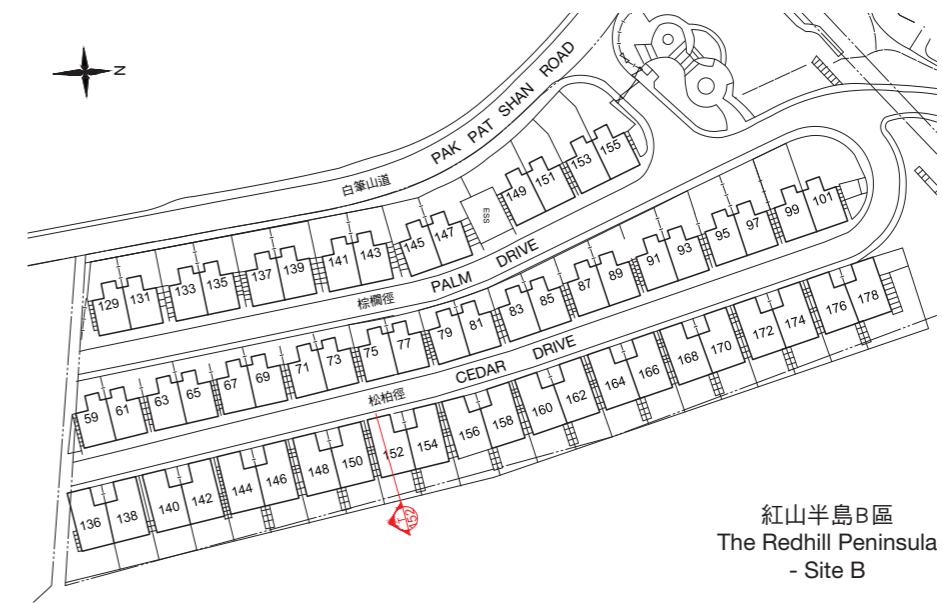 N
PAK PAT SHAN ROAD
白筆山道
129 131 133 135 137 139 141 143 145 147 ESS 149 151 153 155
PALM DRIVE
棕櫚徑
59 61 63 65 67 69 71 73 75 77 79 81 83 85 87 89 91 93 95 97 99 101
CEDAR DRIVE
松柏徑
136 138 140 142 144 146 148 150 152 154 156 158 160 162 164 166 168 170 172 174 176 178
T
152
紅山半島B區
The Redhill Peninsula
- Site B